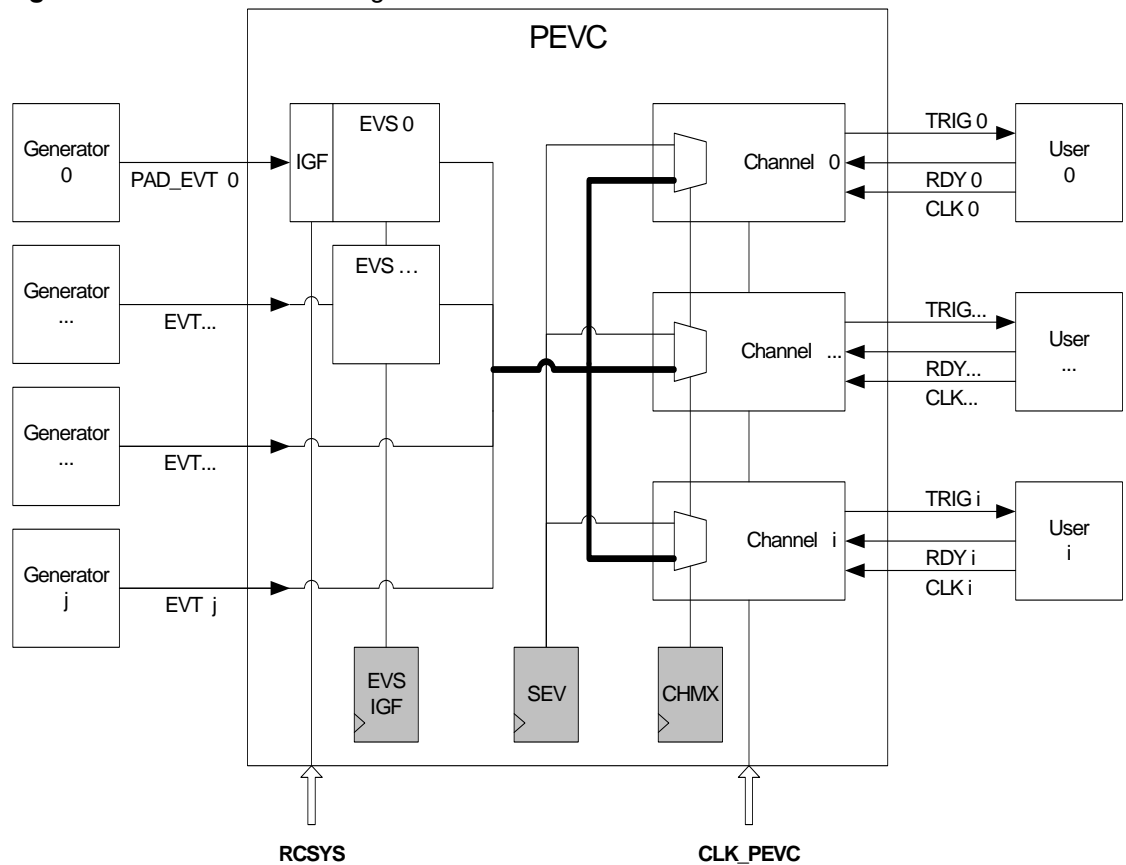 PEVC
Generator
0
PAD_EVT 0
IGF
EVS 0
Channel 0
TRIG 0
RDY 0
CLK 0
User
0
Generator
...
EVT...
EVS ...
Channel ...
TRIG...
RDY...
CLK...
User
...
Generator
...
EVT...
Generator
j
EVT j
Channel i
TRIG i
RDY i
CLK i
User
i
EVS
IGF
SEV
CHMX
RCSYS
CLK_PEVC